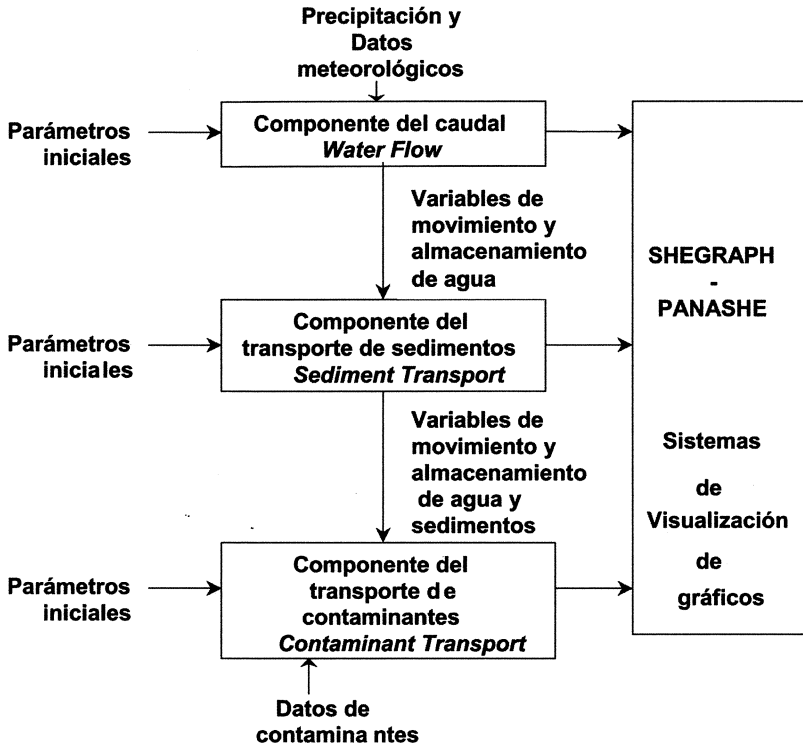 Precipitación y
Datos
meteorológicos
Parámetros
iniciales
Componente del caudal
Water Flow
Variables de
movimiento y
almacenamiento
de agua
Parámetros
iniciales
Componente del
transporte de sedimentos
Sediment Transport
Variables de
movimiento y
almacenamiento
de agua y
sedimentos
Parámetros
iniciales
Componente del
transporte de
contaminantes
Contaminant Transport
Datos de
contamina ntes
SHEGRAPH
-
PANASHE
Sistemas
de
Visualización
de
gráficos